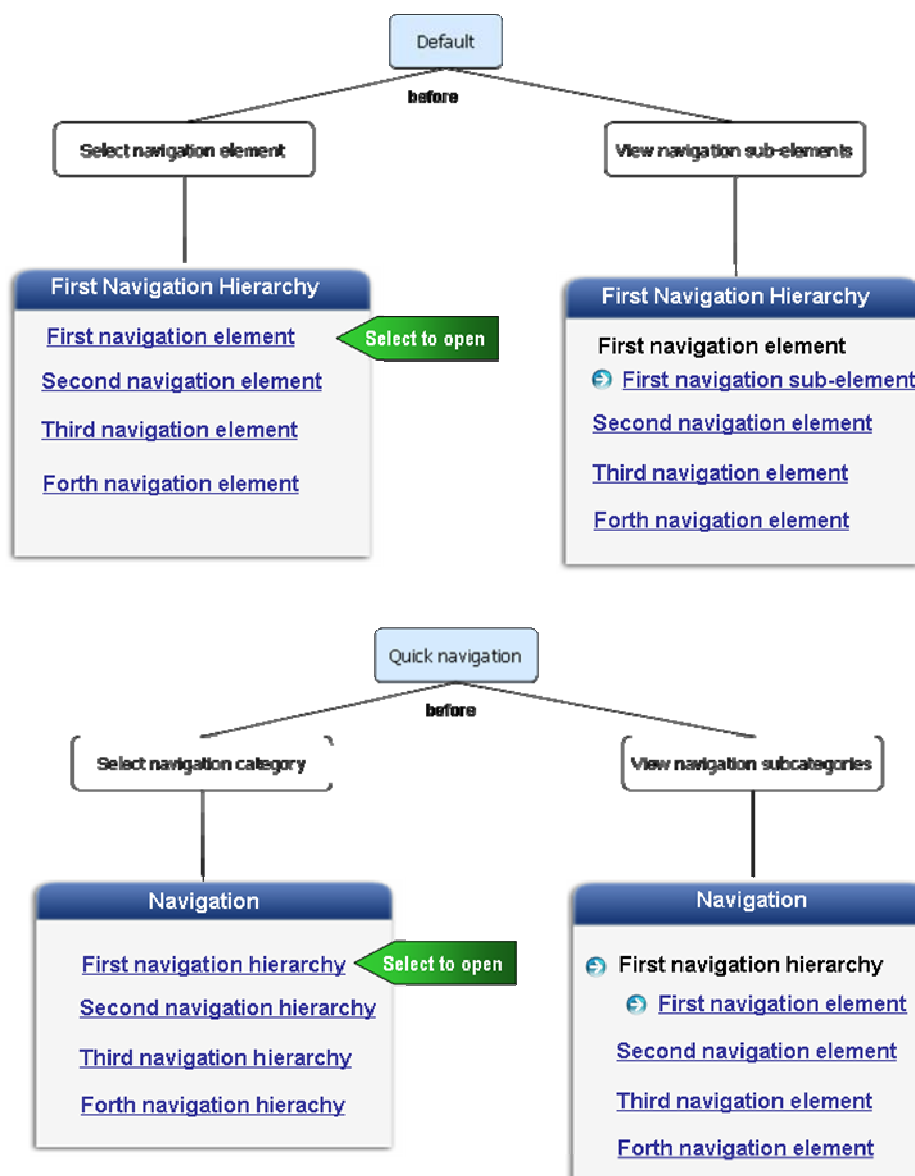 Default
before
Select navigation element
View navigation sub-elements
First Navigation Hierarchy
First navigation element
Select to open
Second navigation element
Third navigation element
Forth navigation element
First Navigation Hierarchy
First navigation element
First navigation sub-element
Second navigation element
Third navigation element
Forth navigation element
Quick navigation
before
Select navigation category
View navigation subcategories
Navigation
First navigation hierarchy
Select to open
Second navigation hierarchy
Third navigation hierarchy
Forth navigation hierachy
Navigation
First navigation hierarchy
First navigation element
Second navigation element
Third navigation element
Forth navigation element